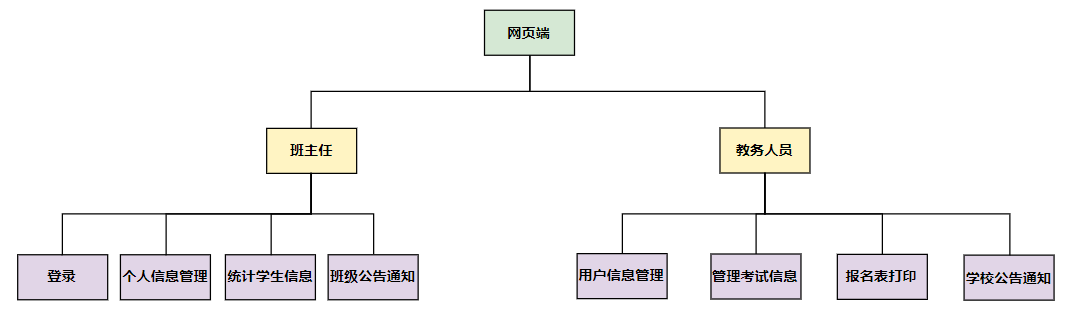 网页端
班主任
教务人员
登录
个人信息管理
统计学生信息
班级公告通知
用户信息管理
管理考试信息
报名表打印
学校公告通知